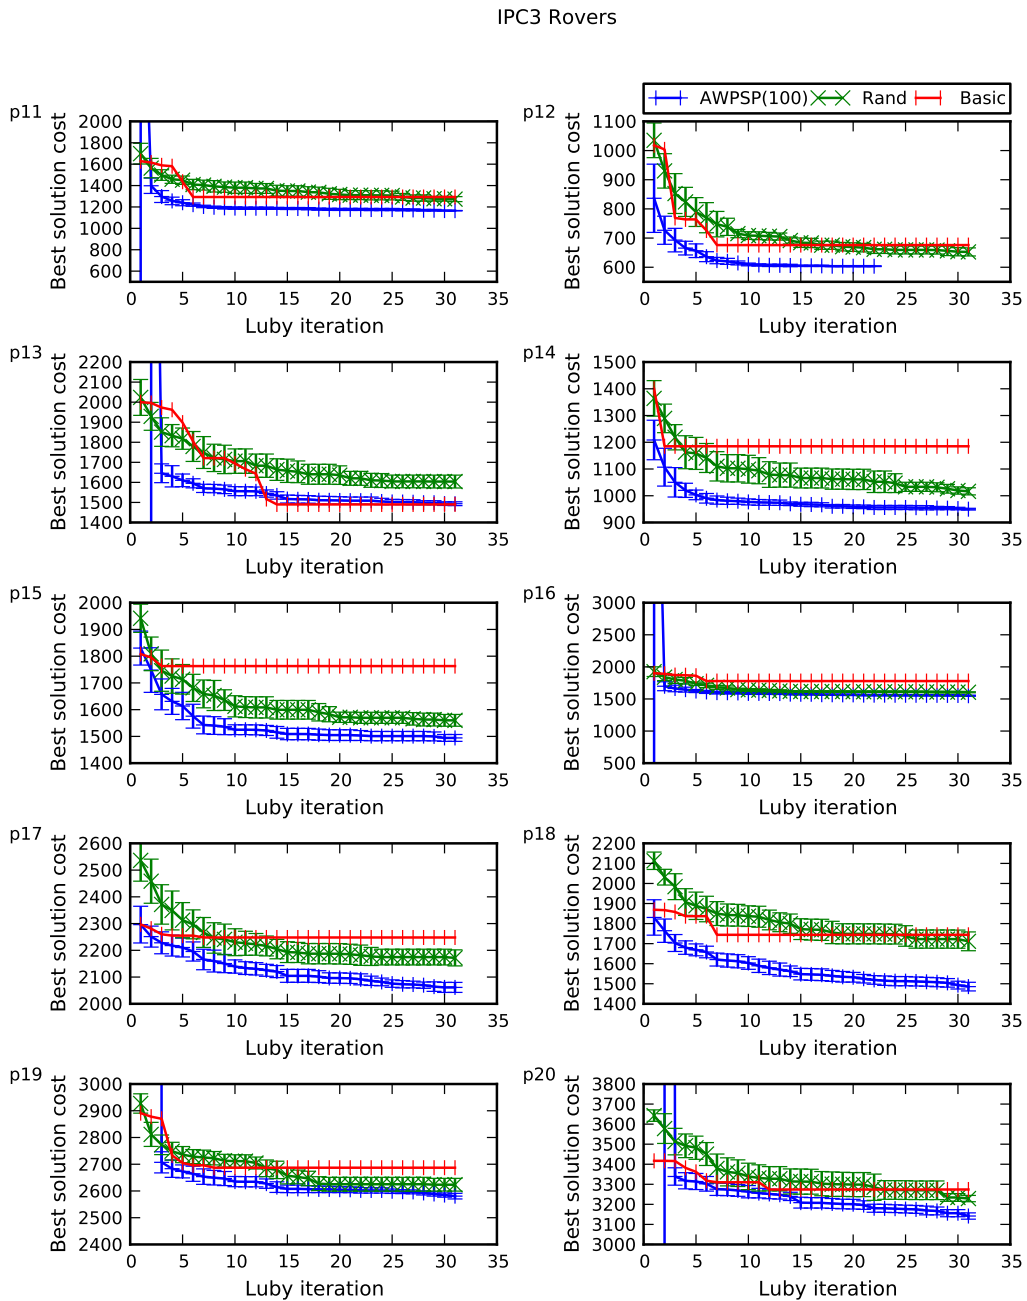 IPC3 Rovers
AWPSP(100) Rand Basic
p11
Best solution cost
2000
1800
1600
1400
1200
1000
800
600
0 5 10 15 20 25 30 35
Luby iteration
p12
Best solution cost
1100
1000
900
800
700
600
0 5 10 15 20 25 30 35
Luby iteration
p13
Best solution cost
2200
2100
2000
1900
1800
1700
1600
1500
1400
0 5 10 15 20 25 30 35
Luby iteration
p14
Best solution cost
1500
1400
1300
1200
1100
1000
900
0 5 10 15 20 25 30 35
Luby iteration
p15
Best solution cost
2000
1900
1800
1700
1600
1500
1400
0 5 10 15 20 25 30 35
Luby iteration
p16
Best solution cost
3000
2500
2000
1500
1000
500
0 5 10 15 20 25 30 35
Luby iteration
p17
Best solution cost
2600
2500
2400
2300
2200
2100
2000
0 5 10 15 20 25 30 35
Luby iteration
p18
Best solution cost
2200
2100
2000
1900
1800
1700
1600
1500
1400
0 5 10 15 20 25 30 35
Luby iteration
p19
Best solution cost
3000
2900
2800
2700
2600
2500
2400
0 5 10 15 20 25 30 35
Luby iteration
p20
Best solution cost
3800
3700
3600
3500
3400
3300
3200
3100
3000
0 5 10 15 20 25 30 35
Luby iteration